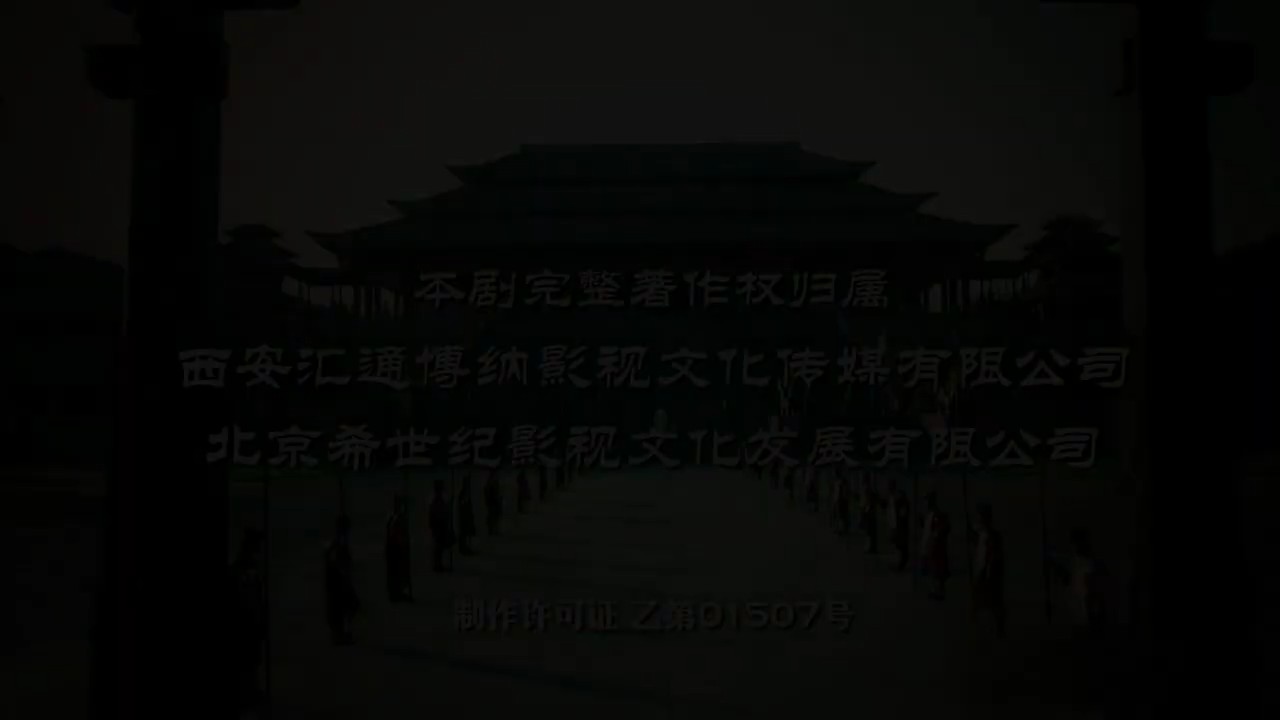 本剧完整著作权归属
西安汇通博纳影视文化传媒有限公司
北京希世纪影视文化发展有限公司
制作许可证 乙第01507号